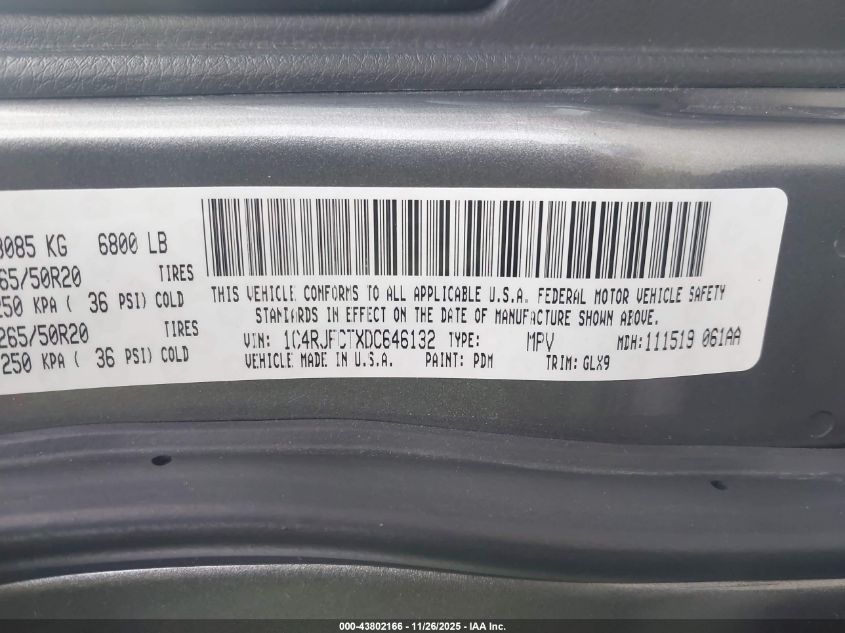 3085 KG 6800 LB
65/50R20 TIRES
250 KPA ( 36 PSI) COLD
265/50R20 TIRES
250 KPA ( 36 PSI) COLD
THIS VEHICLE CONFORMS TO ALL APPLICABLE U.S.A. FEDERAL MOTOR VEHICLE SAFETY
STANDARDS IN EFFECT ON THE DATE OF MANUFACTURE SHOWN ABOVE.
VIN: 1C4RJFCTXDC646132 TYPE: MPV MDH: 111519 061AA
VEHICLE MADE IN U.S.A. PAINT: PDM TRIM: GLX9
000-43802166 - 11/26/2025 - IAA Inc.